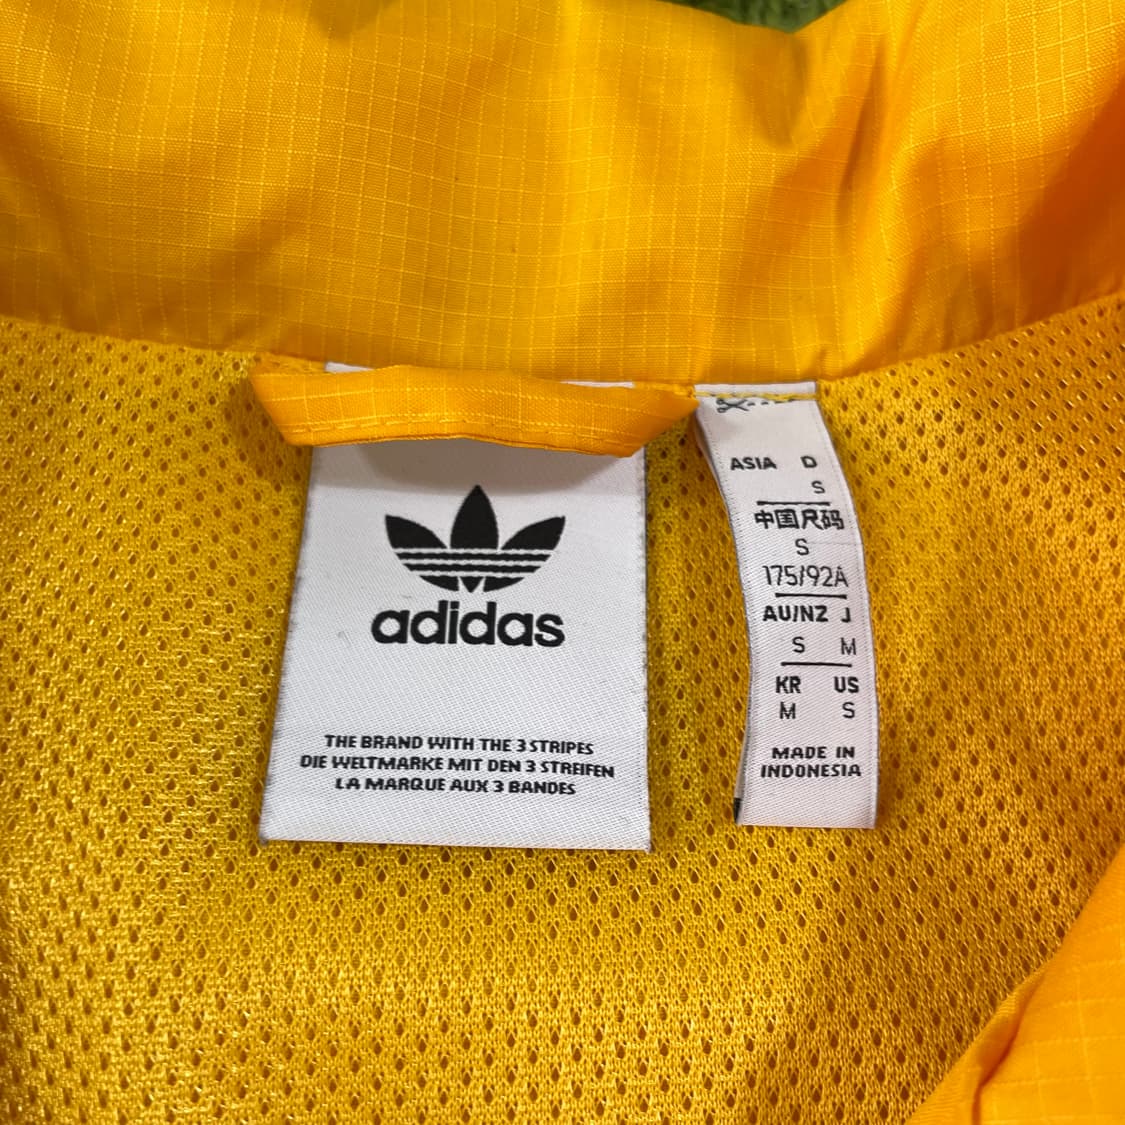 adidas
THE BRAND WITH THE 3 STRIPES
DIE WELTMARKE MIT DEN 3 STREIFEN
LA MARQUE AUX 3 BANDES
ASIA D
S
中国尺码
S
175/92A
AU/NZ J
S M
KR US
M S
MADE IN
INDONESIA